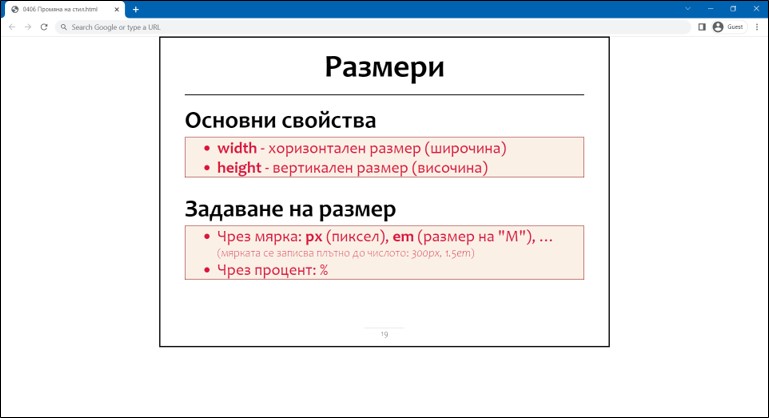 0406 Промяна на стил.html
Search Google or type a URL
Guest
Размери
Основни свойства
width - хоризонтален размер (широчина)
height - вертикален размер (височина)
Задаване на размер
Чрез мярка: px (пиксел), em (размер на "M"), …
(мярката се записва плътно до числото: 300px, 1.5em)
Чрез процент: %
19